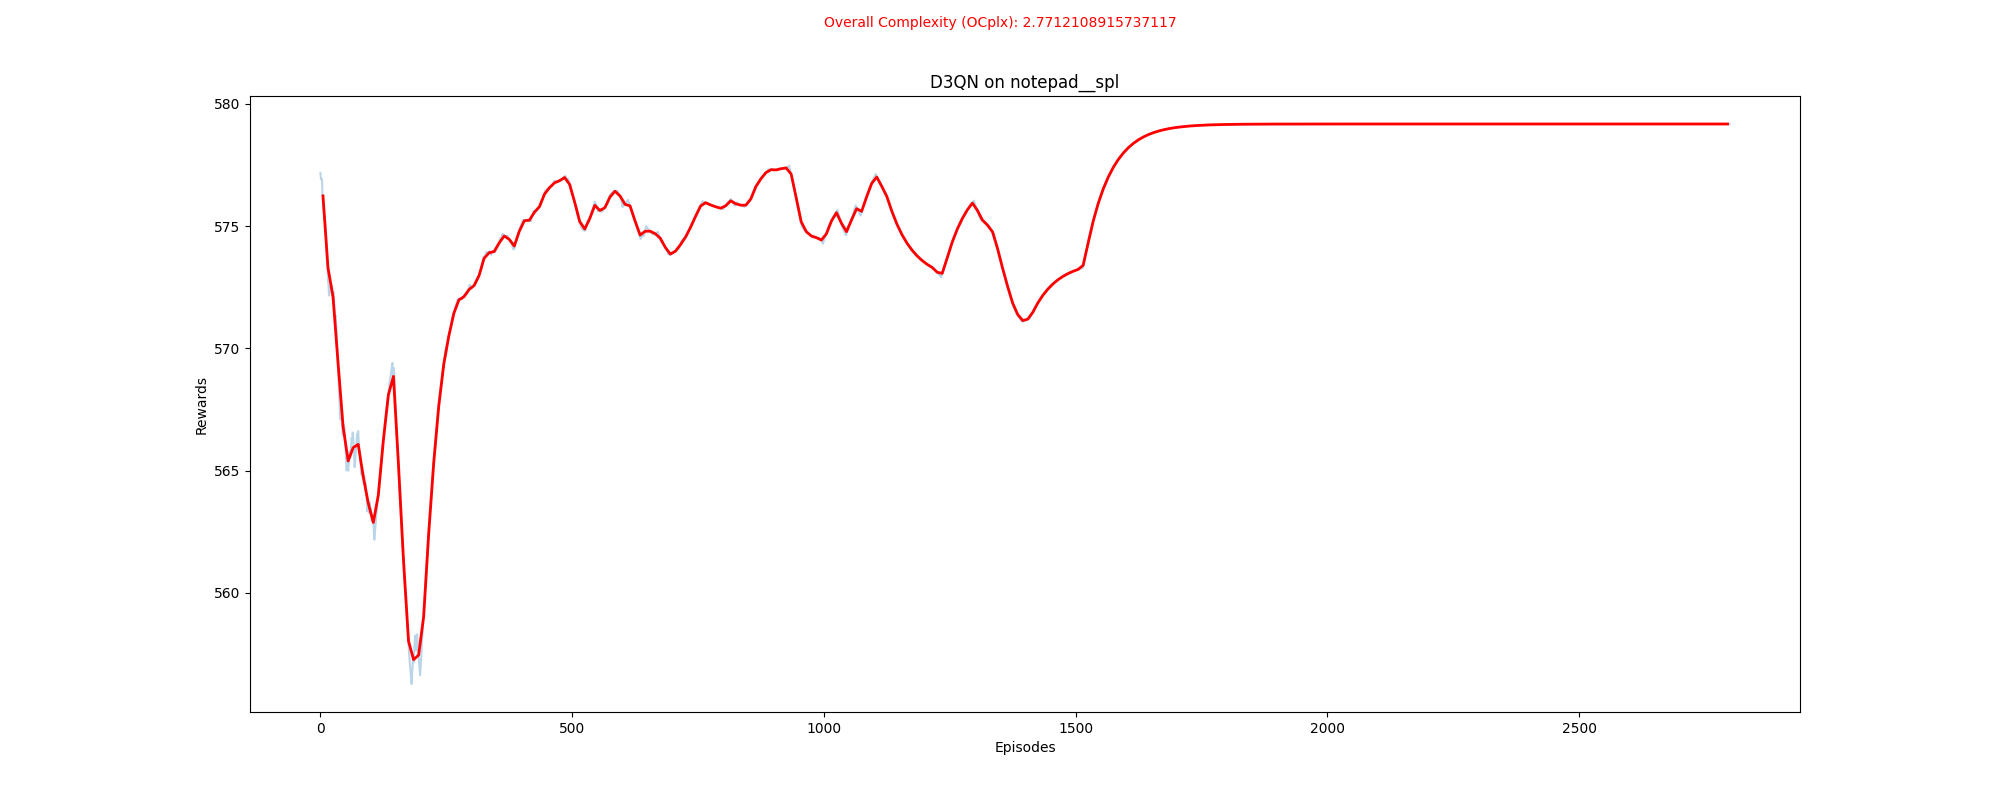 Overall Complexity (OCplx): 2.7712108915737117
D3QN on notepad__spl
580
575
570
565
560
Rewards
0 500 1000 1500 2000 2500
Episodes